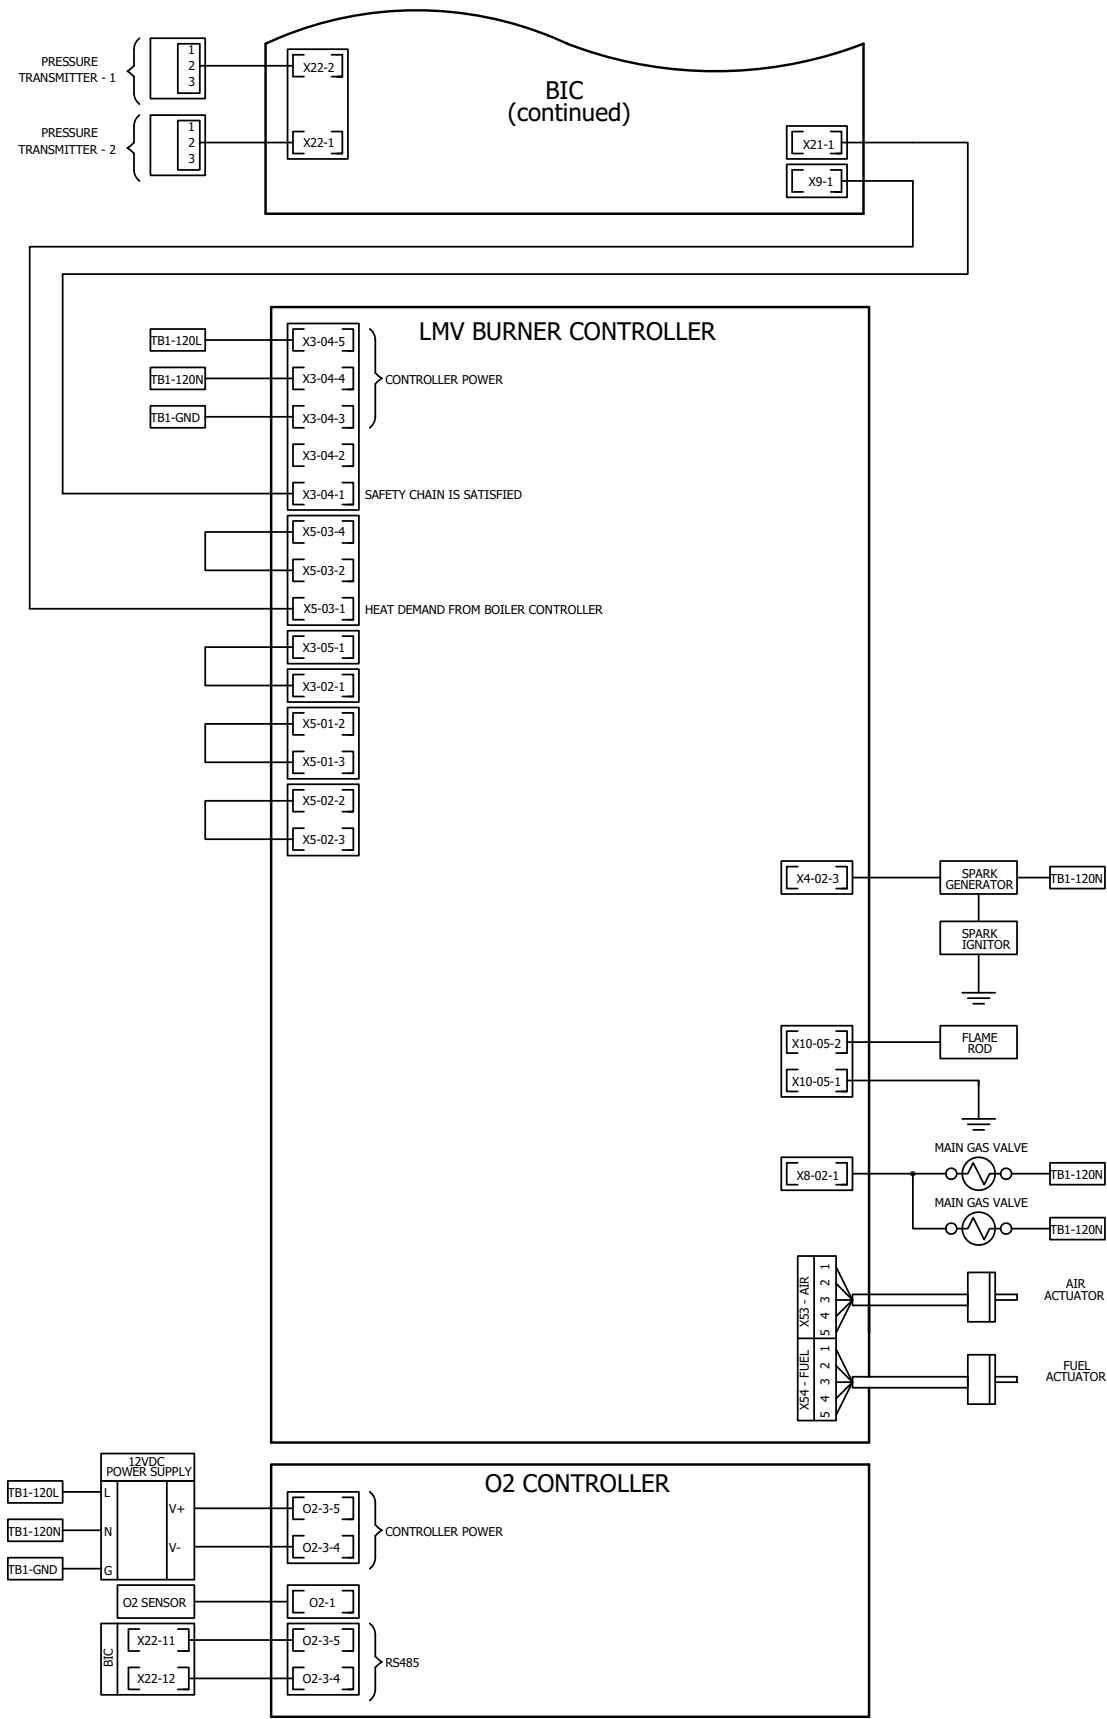 PRESSURE
TRANSMITTER - 1
1
2
3
X22-2
BIC
(continued)
PRESSURE
TRANSMITTER - 2
1
2
3
X22-1
X21-1
X9-1
LMV BURNER CONTROLLER
TB1-120L
X3-04-5
TB1-120N
X3-04-4
CONTROLLER POWER
TB1-GND
X3-04-3
X3-04-2
X3-04-1
SAFETY CHAIN IS SATISFIED
X5-03-4
X5-03-2
X5-03-1
HEAT DEMAND FROM BOILER CONTROLLER
X3-05-1
X3-02-1
X5-01-2
X5-01-3
X5-02-2
X5-02-3
X4-02-3
SPARK
GENERATOR
TB1-120N
SPARK
IGNITOR
X10-05-2
FLAME
ROD
X10-05-1
MAIN GAS VALVE
X8-02-1
TB1-120N
MAIN GAS VALVE
TB1-120N
X53 - AIR
1
2
3
4
5
AIR
ACTUATOR
X54 - FUEL
1
2
3
4
5
FUEL
ACTUATOR
12VDC
POWER SUPPLY
O2 CONTROLLER
TB1-120L
L
V+
O2-3-5
TB1-120N
N
V-
O2-3-4
CONTROLLER POWER
TB1-GND
G
O2 SENSOR
O2-1
BIC
X22-11
O2-3-5
RS485
X22-12
O2-3-4